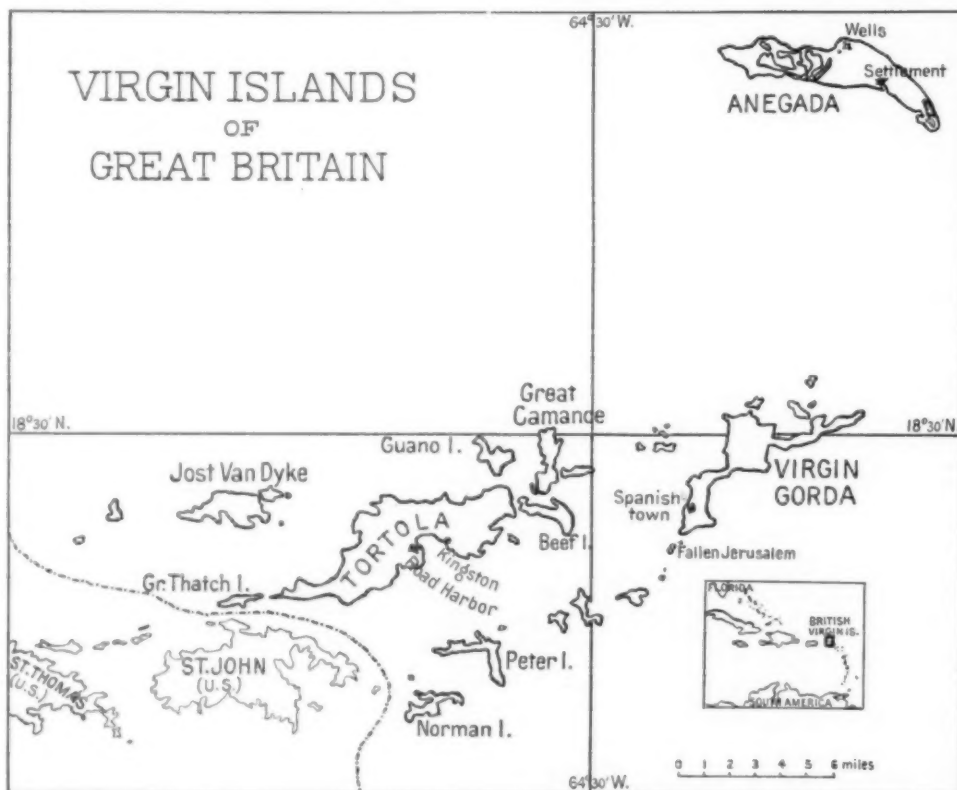 64°30'W.
VIRGIN ISLANDS
OF
GREAT BRITAIN
Wells
Settlement
ANEGADA
18°30' N.
18°30' N
Great
Camanoe
Guano I.
Jost Van Dyke
VIRGIN
GORDA
Spanish-
town
TORTOLA
Beef I.
Kingston
Road Harbor
Fallen Jerusalem
Gr. Thatch I.
FLORIDA
BRITISH
VIRGIN IS.
SOUTH AMERICA
ST. JOHN
(U.S.)
ST. THOMAS
(U.S.)
Peter I.
Norman I.
0 1 2 3 4 5 6 miles
64°30'W.